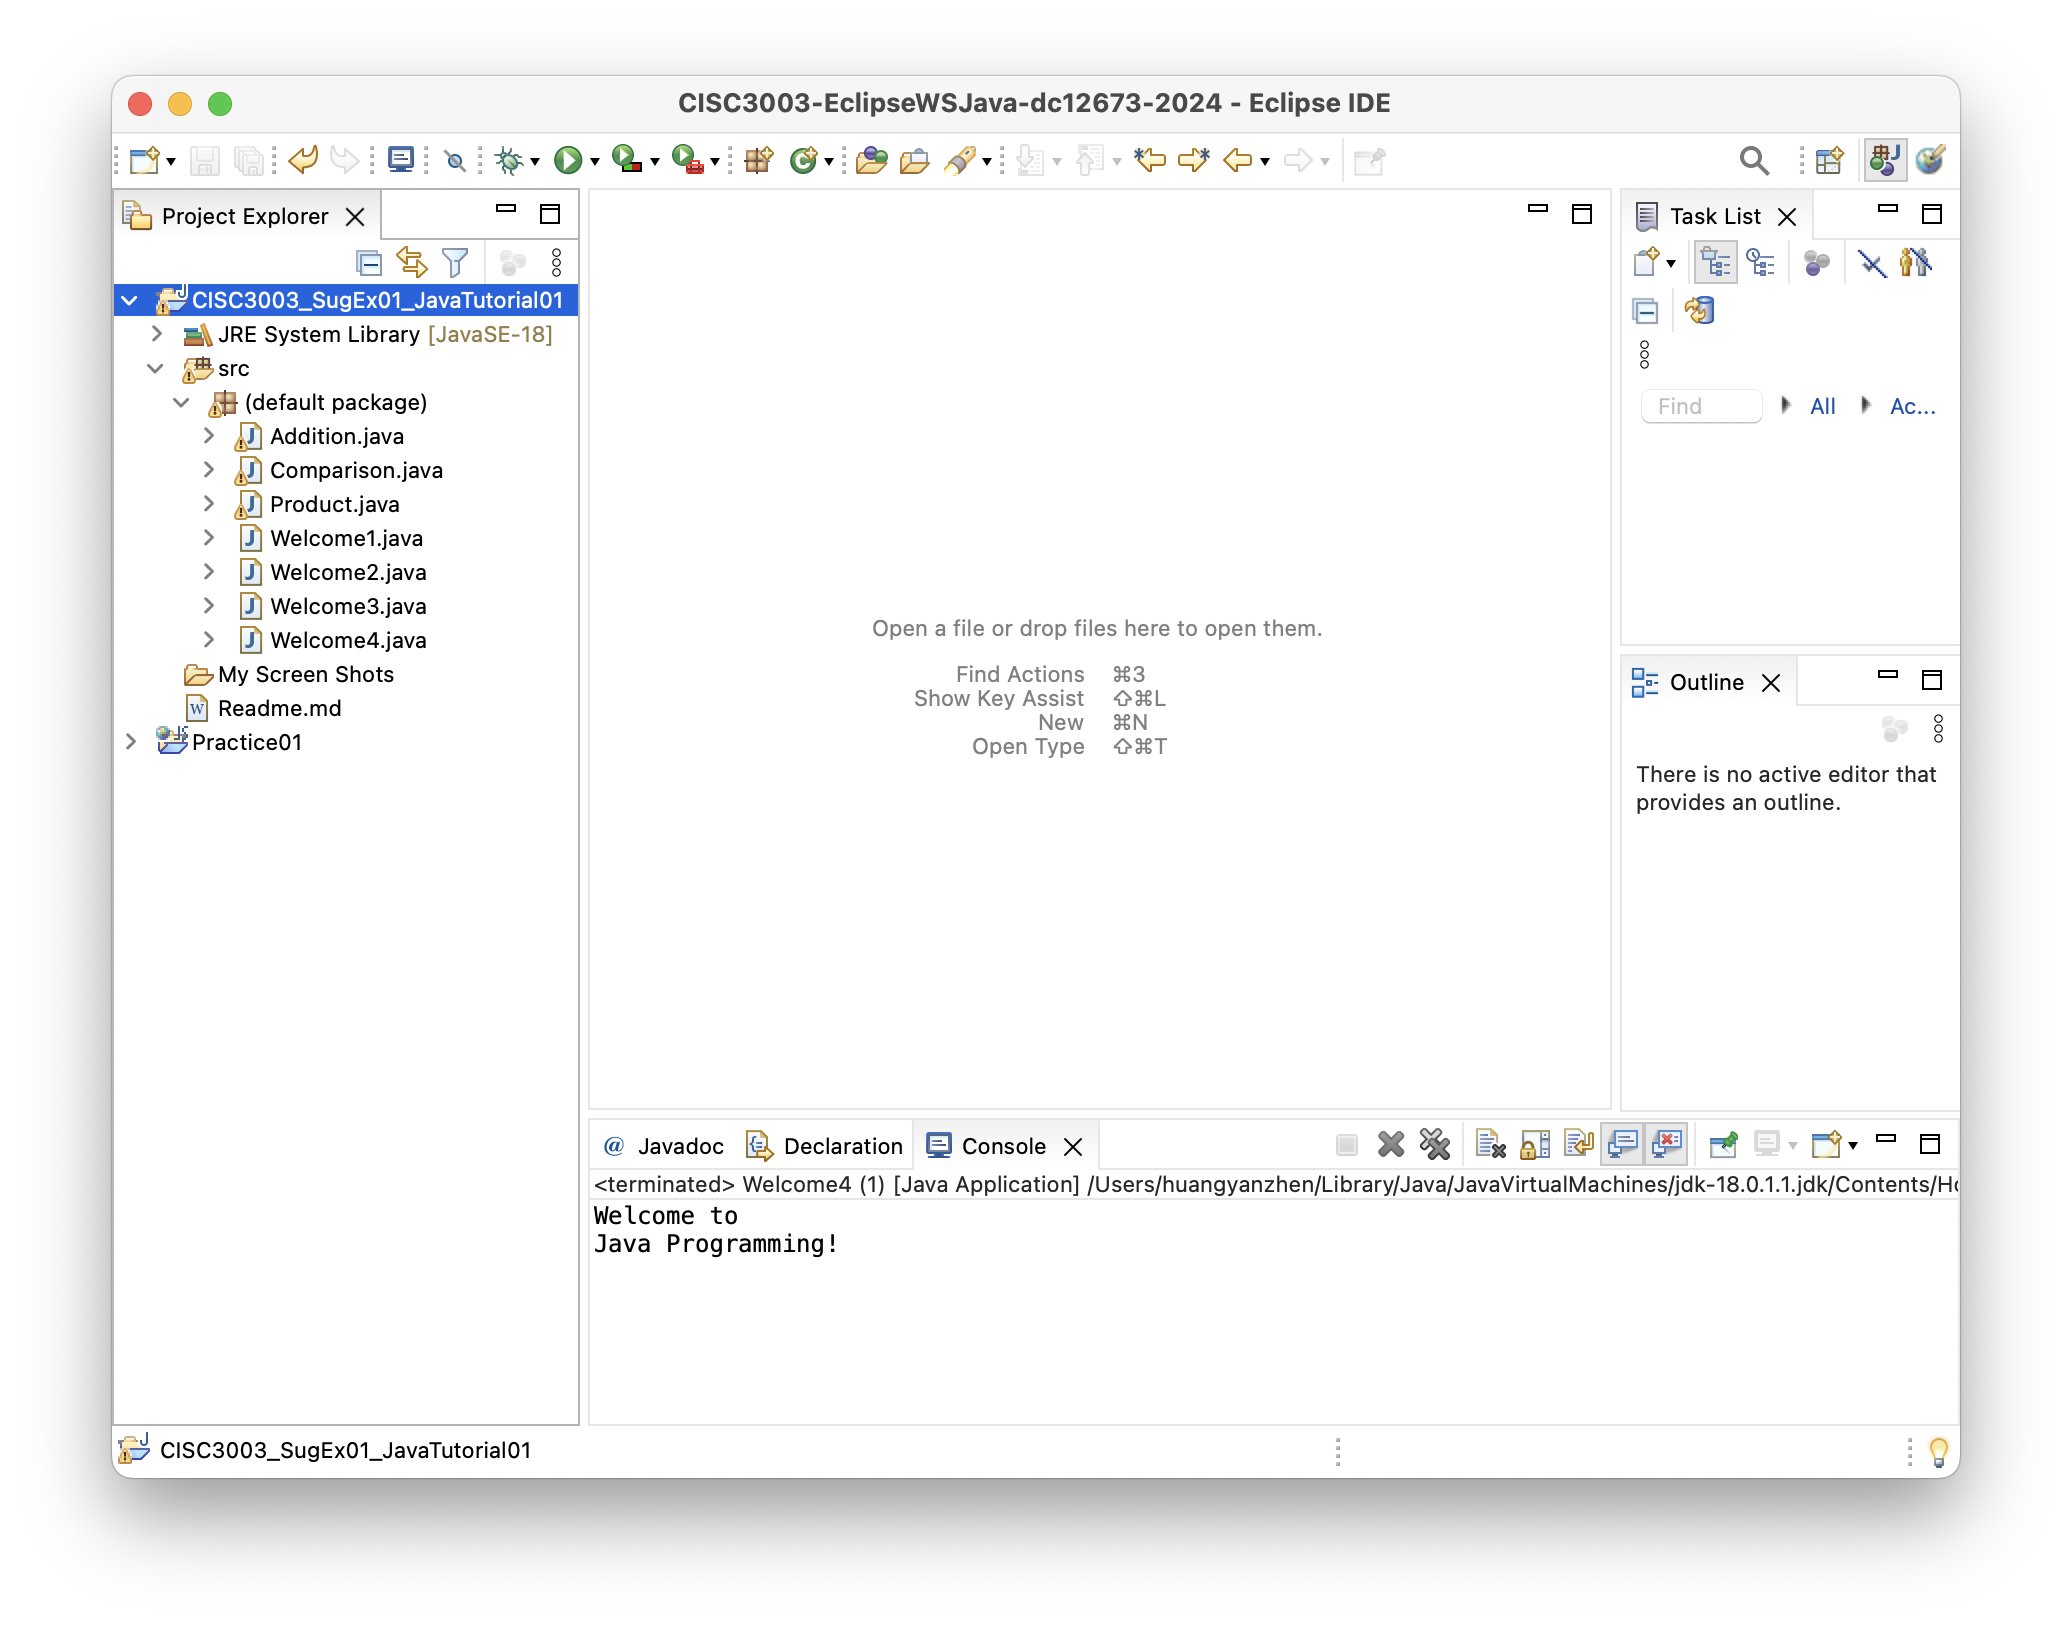 CISC3003-EclipseWSJava-dc12673-2024 - Eclipse IDE
Project Explorer
CISC3003_SugEx01_JavaTutorial01
JRE System Library [JavaSE-18]
src
(default package)
Addition.java
Comparison.java
Product.java
Welcome1.java
Welcome2.java
Welcome3.java
Welcome4.java
My Screen Shots
Readme.md
Practice01
Open a file or drop files here to open them.
Find Actions ⌘3
Show Key Assist ⇧⌘L
New ⌘N
Open Type ⇧⌘T
Task List
Find All Ac...
Outline
There is no active editor that
provides an outline.
@ Javadoc Declaration Console
<terminated> Welcome4 (1) [Java Application] /Users/huangyanzhen/Library/Java/JavaVirtualMachines/jdk-18.0.1.1.jdk/Contents/Ho
Welcome to
Java Programming!
CISC3003_SugEx01_JavaTutorial01